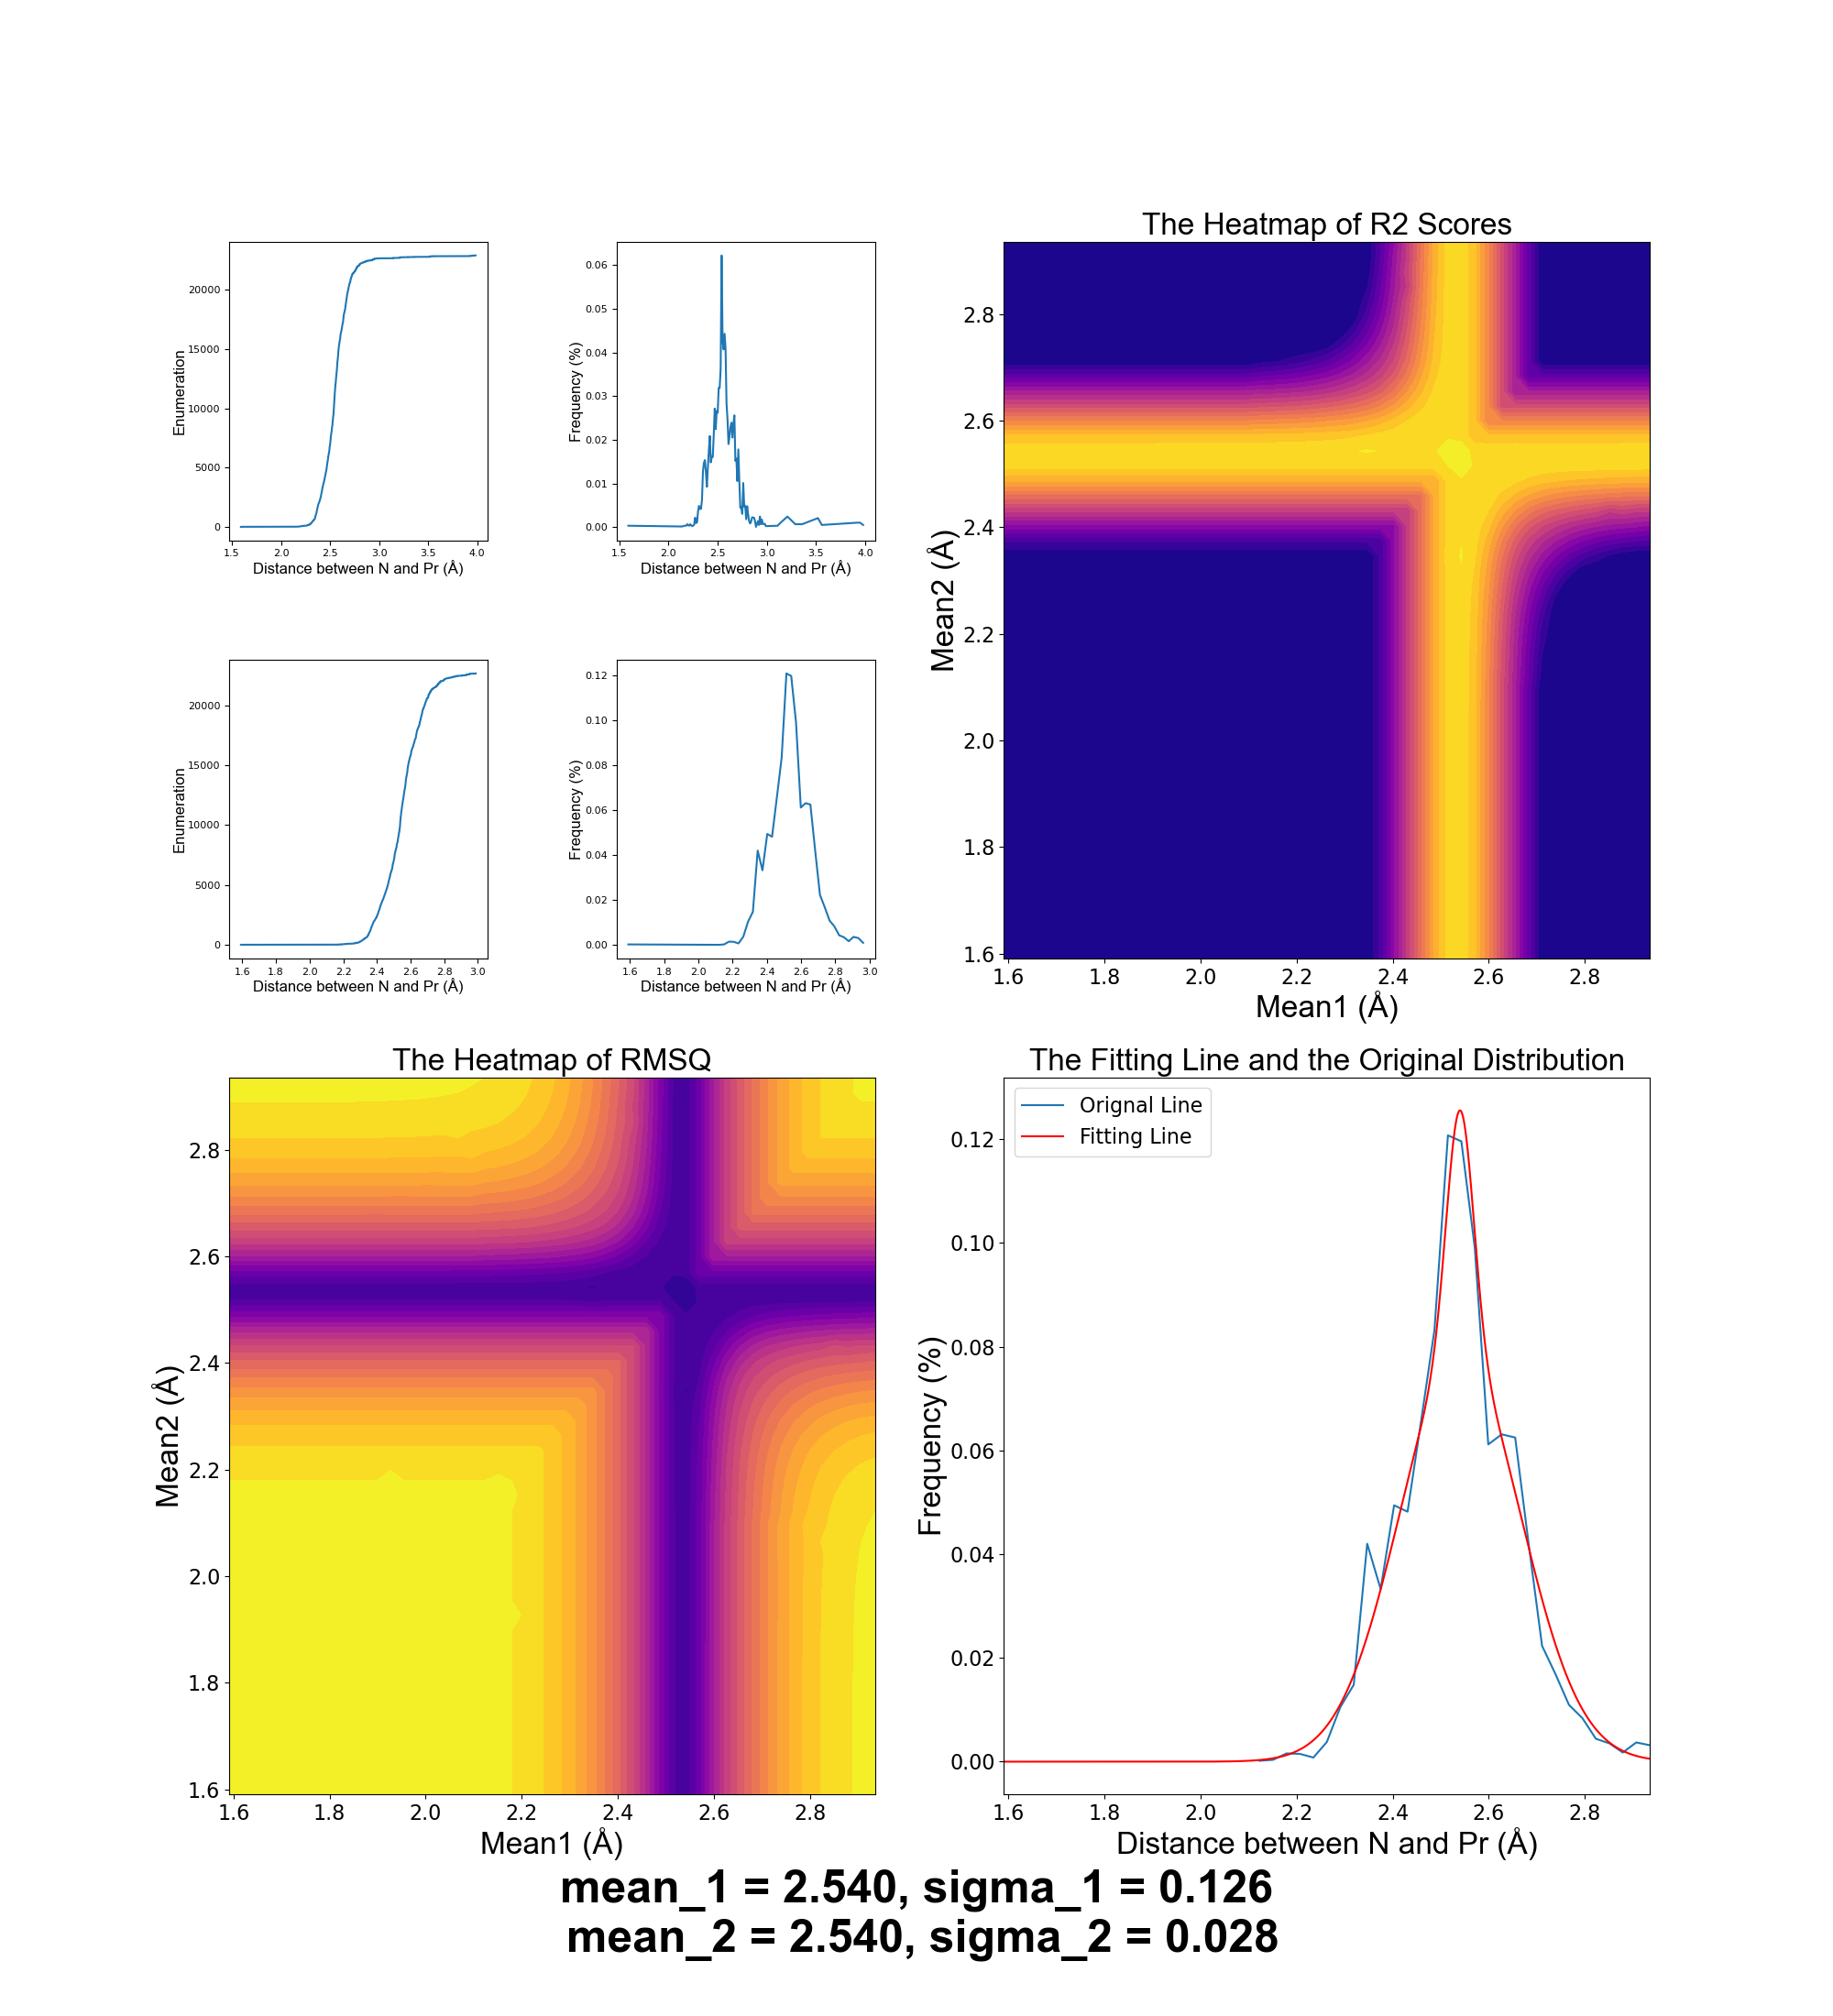 The Heatmap of R2 Scores
20000
15000
10000
5000
0
Enumeration
1.5 2.0 2.5 3.0 3.5 4.0
Distance between N and Pr (Å)
0.06
0.05
0.04
0.03
0.02
0.01
0.00
Frequency (%)
1.5 2.0 2.5 3.0 3.5 4.0
Distance between N and Pr (Å)
2.8
2.6
2.4
2.2
2.0
1.8
1.6
Mean2 (Å)
1.6 1.8 2.0 2.2 2.4 2.6 2.8
Mean1 (Å)
20000
15000
10000
5000
0
Enumeration
1.6 1.8 2.0 2.2 2.4 2.6 2.8 3.0
Distance between N and Pr (Å)
0.12
0.10
0.08
0.06
0.04
0.02
0.00
Frequency (%)
1.6 1.8 2.0 2.2 2.4 2.6 2.8 3.0
Distance between N and Pr (Å)
The Heatmap of RMSQ
2.8
2.6
2.4
2.2
2.0
1.8
1.6
Mean2 (Å)
1.6 1.8 2.0 2.2 2.4 2.6 2.8
Mean1 (Å)
The Fitting Line and the Original Distribution
Orignal Line
Fitting Line
0.12
0.10
0.08
0.06
0.04
0.02
0.00
Frequency (%)
1.6 1.8 2.0 2.2 2.4 2.6 2.8
Distance between N and Pr (Å)
mean_1 = 2.540, sigma_1 = 0.126
mean_2 = 2.540, sigma_2 = 0.028